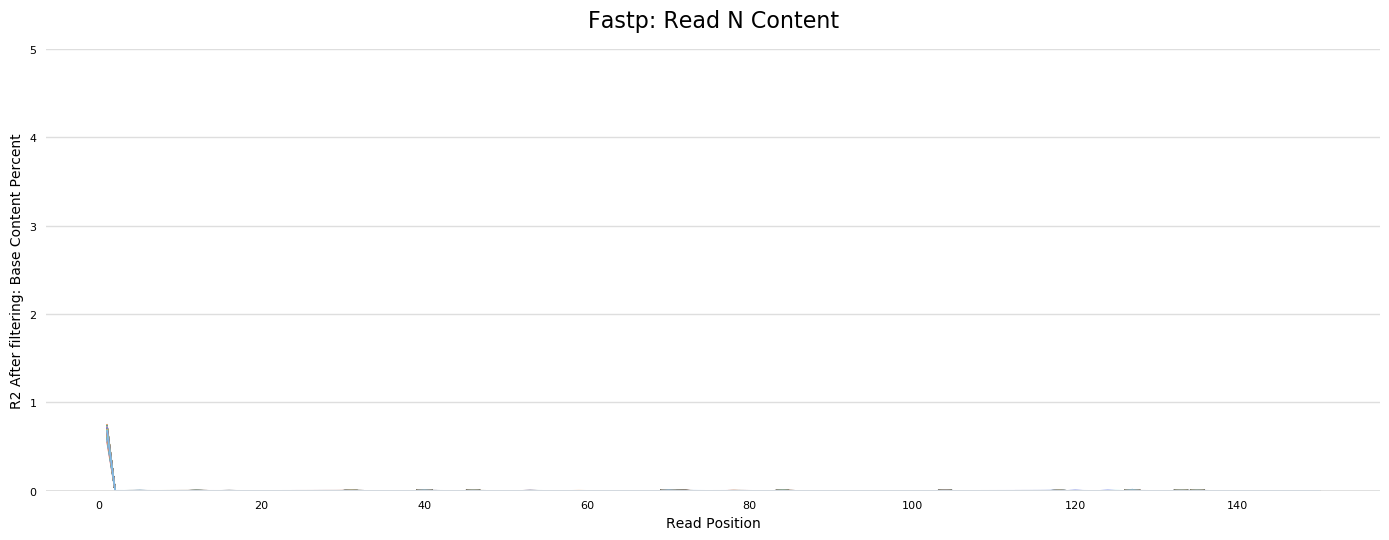 Fastp: Read N Content
R2 After filtering: Base Content Percent
5
4
3
2
1
0
0 20 40 60 80 100 120 140
Read Position